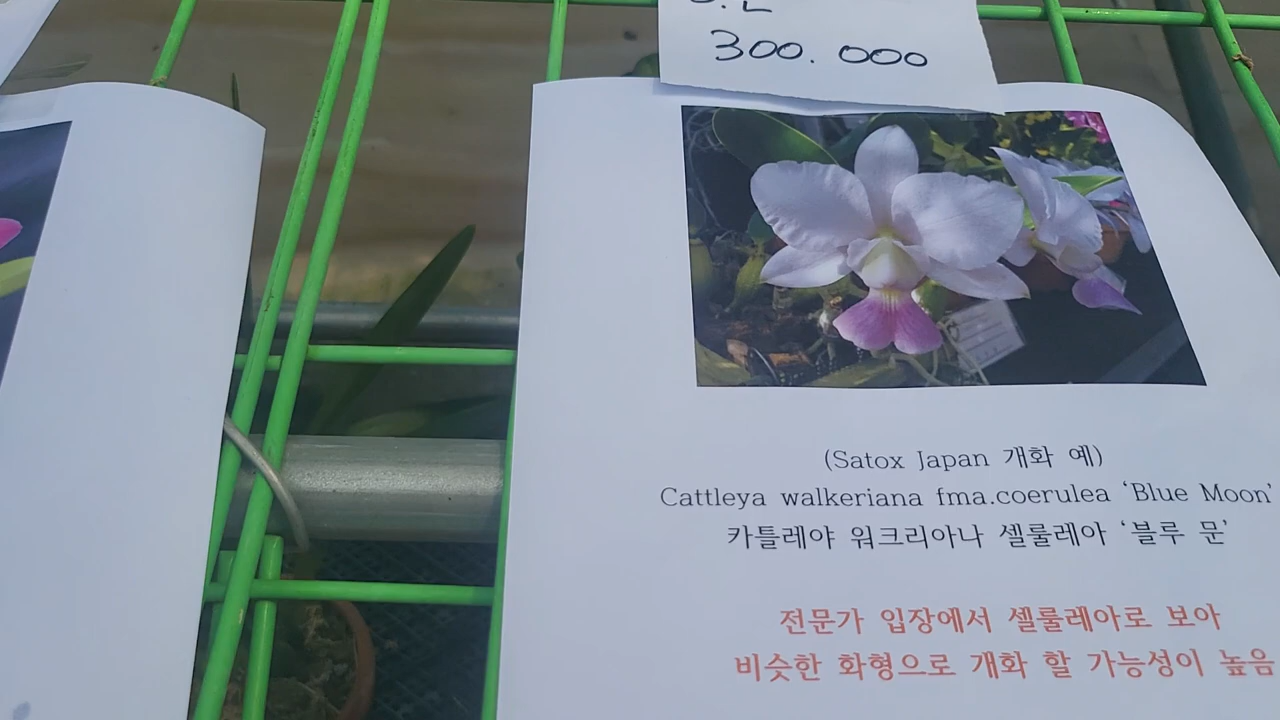 300.000
(Satox Japan 개화 예)
Cattleya walkeriana fma.coerulea ‘Blue Moon’
카틀레야 워크리아나 셀룰레아 ‘블루 문’
전문가 입장에서 셀룰레아로 보아
비슷한 화형으로 개화 할 가능성이 높음